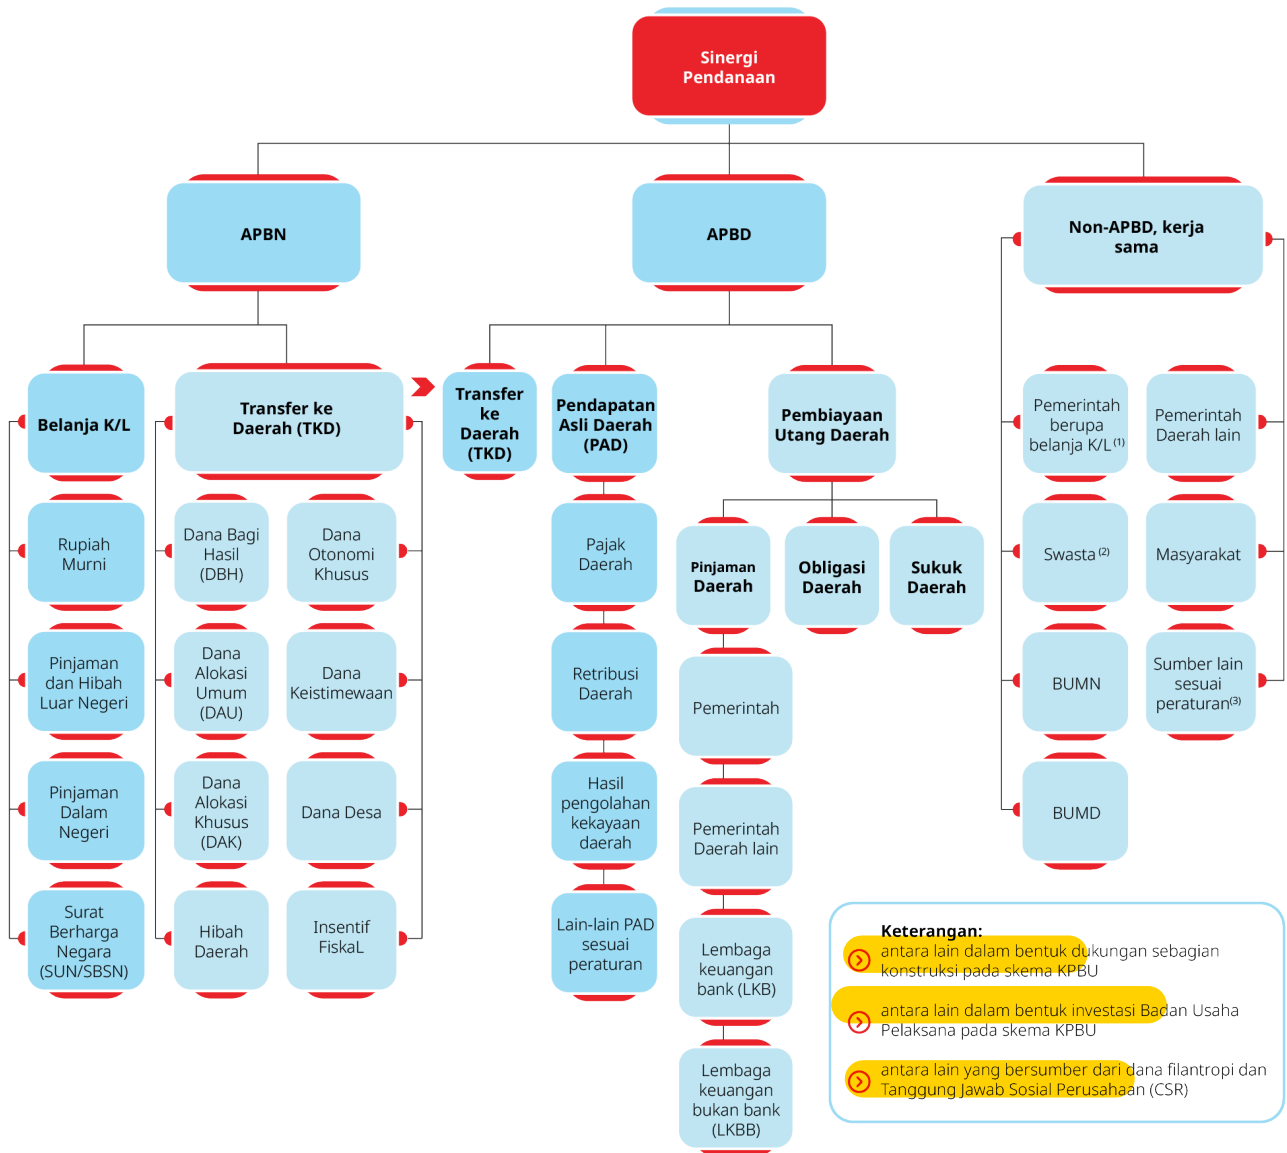 Sinergi
Pendanaan
APBN
APBD
Non-APBD, kerja
sama
Belanja K/L
Transfer ke
Daerah (TKD)
Transfer
ke
Daerah
(TKD)
Pendapatan
Asli Daerah
(PAD)
Pembiayaan
Utang Daerah
Pemerintah
berupa
belanja K/L (1)
Pemerintah
Daerah lain
Rupiah
Murni
Dana Bagi
Hasil
(DBH)
Dana
Otonomi
Khusus
Pajak
Daerah
Pinjaman
Daerah
Obligasi
Daerah
Sukuk
Daerah
Swasta (2)
Masyarakat
Pinjaman
dan Hibah
Luar Negeri
Dana
Alokasi
Umum
(DAU)
Dana
Keistimewaan
Retribusi
Daerah
Pemerintah
BUMN
Sumber lain
sesuai
peraturan(3)
Pinjaman
Dalam
Negeri
Dana
Alokasi
Khusus
(DAK)
Dana Desa
Hasil
pengolahan
kekayaan
daerah
Pemerintah
Daerah lain
BUMD
Surat
Berharga
Negara
(SUN/SBSN)
Hibah
Daerah
Insentif
FiskaL
Lain-lain PAD
sesuai
peraturan
Lembaga
keuangan
bank (LKB)
Lembaga
keuangan
bukan bank
(LKBB)
Keterangan:
antara lain dalam bentuk dukungan sebagian
konstruksi pada skema KPBU
antara lain dalam bentuk investasi Badan Usaha
Pelaksana pada skema KPBU
antara lain yang bersumber dari dana filantropi dan
Tanggung Jawab Sosial Perusahaan (CSR)